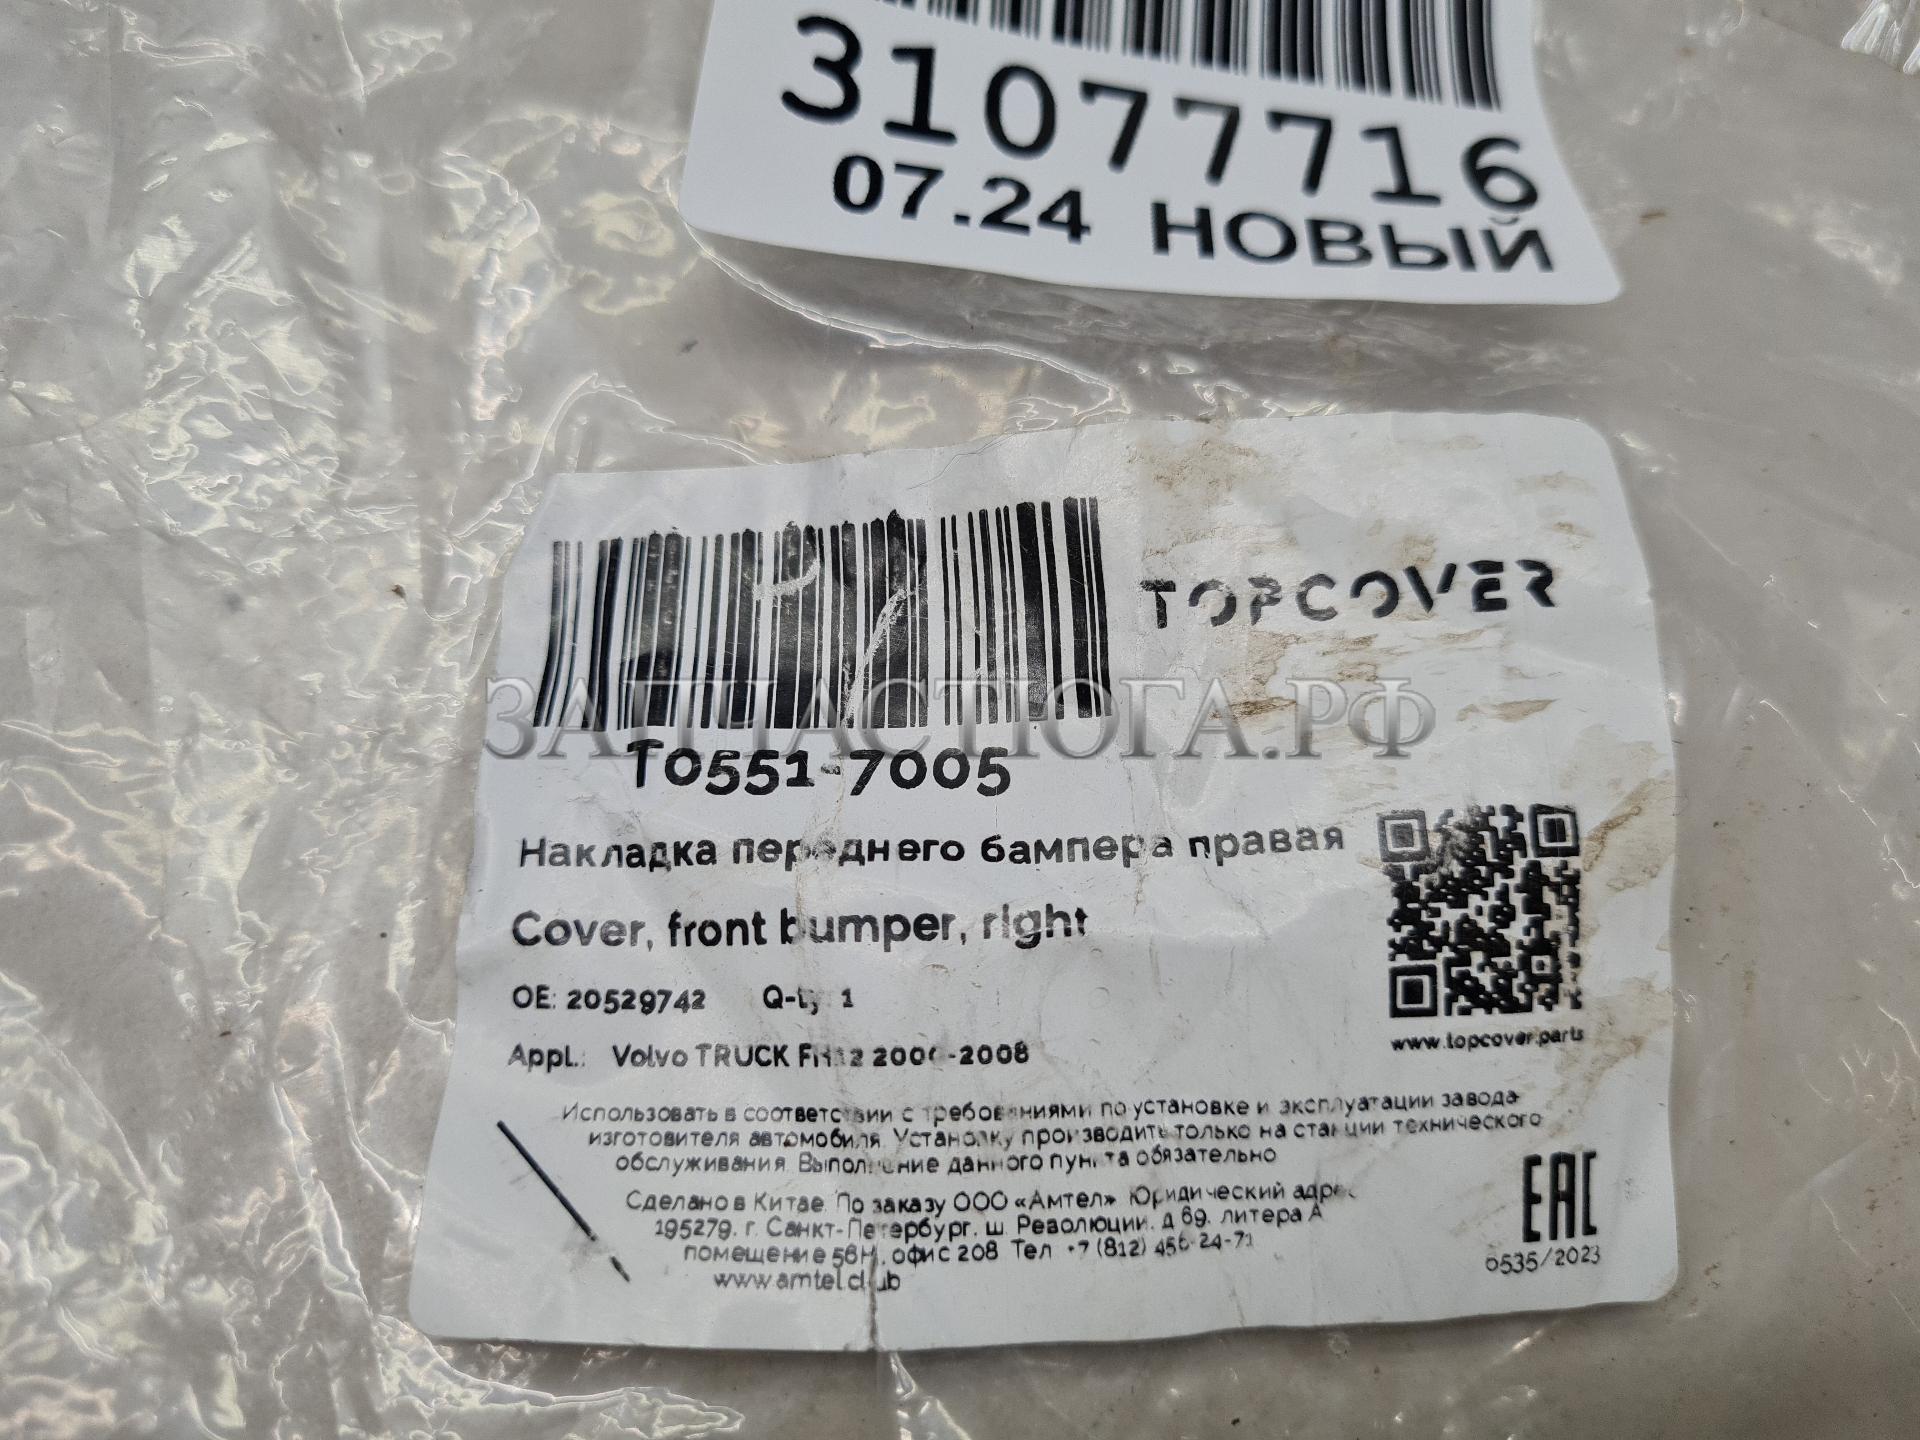 31077716
07.24 НОВЫЙ
TOPCOVER
ЗАПЧАСТЮГА.РФ
T0551-7005
Накладка переднего бампера правая
Cover, front bumper, right
OE: 20529742 Q-ty: 1
www.topcover.parts
Appl.: Volvo TRUCK FH12 -2008
Использовать в соответствии с требованиями по установке и эксплуатации завода-
изготовителя автомобиля. Установку производить только на станции технического
обслуживания. Выполнение данного пункта обязательно
Сделано в Китае. По заказу ООО «Амтел» Юридический адрес
195279, г. Санкт-Петербург, ш. Революции, д 69, литера А
помещение 56Н, офис 208 Тел +7 (812) 456-24-71
www.amtel.club
EAC
0535/2023